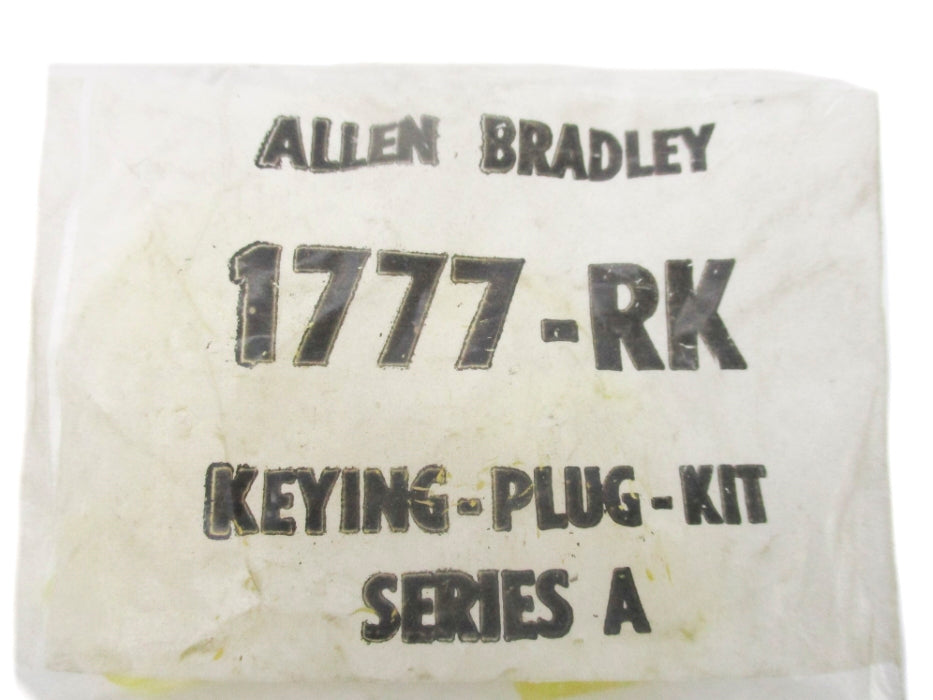 ALLEN BRADLEY
1777-RK
KEYING-PLUG-KIT
SERIES A